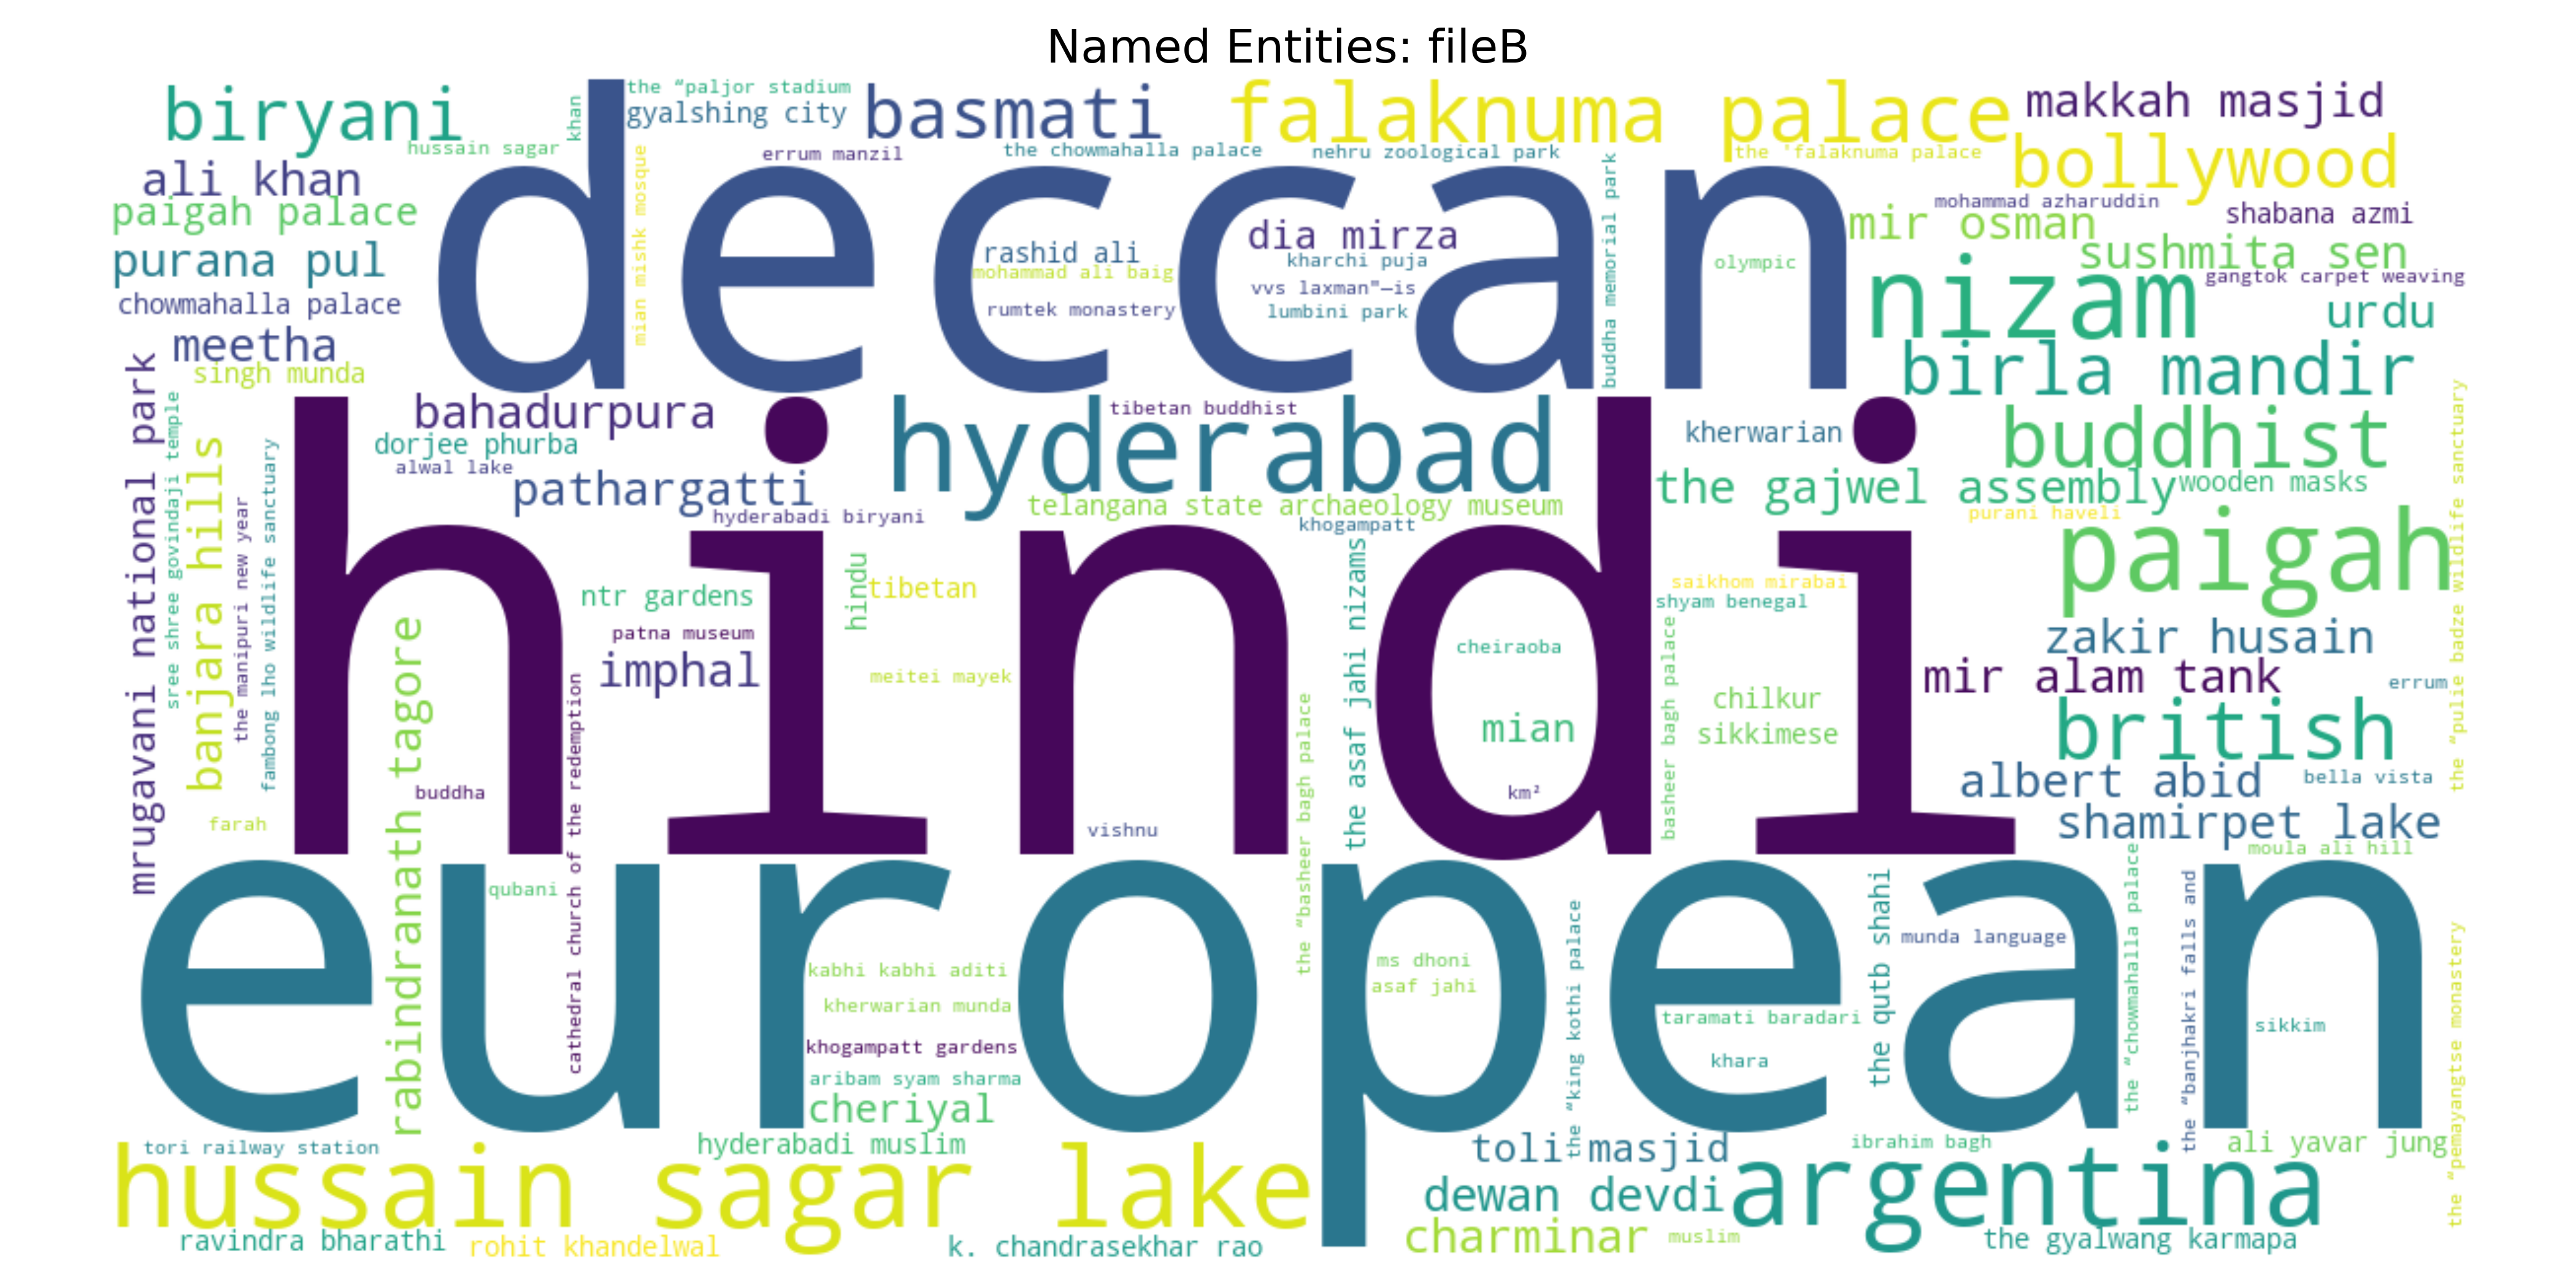 Named Entities: fileB
biryani
hussain sagar
khan
the “paljor stadium
gyalshing city
basmati
falaknuma palace
makkah masjid
bollywood
errum manzil
the chowmahalla palace
nehru zoological park
the 'falaknuma palace
ali khan
paigah palace
purana pul
chowmahalla palace
meetha
singh munda
deccan
mian mishk mosque
rashid ali
mohammad ali baig
rumtek monastery
dia mirza
kharchi puja
vvs laxman"—is
lumbini park
buddha memorial park
olympic
mohammad azharuddin
mir osman
shabana azmi
sushmita sen
nizam
gangtok carpet weaving
urdu
birla mandir
mrugavani national park
sree shree govindaji temple
banjara hills
the manipuri new year
fambong lho wildlife sanctuary
farah
bahadurpura
dorjee phurba
alwal lake
pathargatti
hyderabadi biryani
hyderabad
tibetan buddhist
telangana state archaeology museum
khogampatt
kherwarian
buddhist
the gajwel assembly
wooden masks
purani haveli
the “pulie badze wildlife sanctuary
paigah
hindi
ntr gardens
patna museum
imphal
hindu
tibetan
meitei mayek
the asaf jahi nizams
cheiraoba
mian
km²
saikhom mirabai
shyam benegal
basheer bagh palace
chilkur
sikkimese
zakir husain
mir alam tank
errum
british
albert abid
bella vista
shamirpet lake
moula ali hill
rabindranath tagore
buddha
cathedral church of the redemption
vishnu
the “basheer bagh palace
european
qubani
kabhi kabhi aditi
kherwarian munda
khogampatt gardens
aribam syam sharma
cheriyal
ms dhoni
asaf jahi
the “king kothi palace
taramati baradari
khara
the qutb shahi
munda language
the “chowmahalla palace
the “banjhakri falls and
sikkim
the “pemayangtse monastery
tori railway station
hyderabadi muslim
hussain sagar lake
toli masjid
ibrahim bagh
ali yavar jung
dewan devdi
argentina
charminar
muslim
ravindra bharathi
rohit khandelwal
k. chandrasekhar rao
the gyalwang karmapa